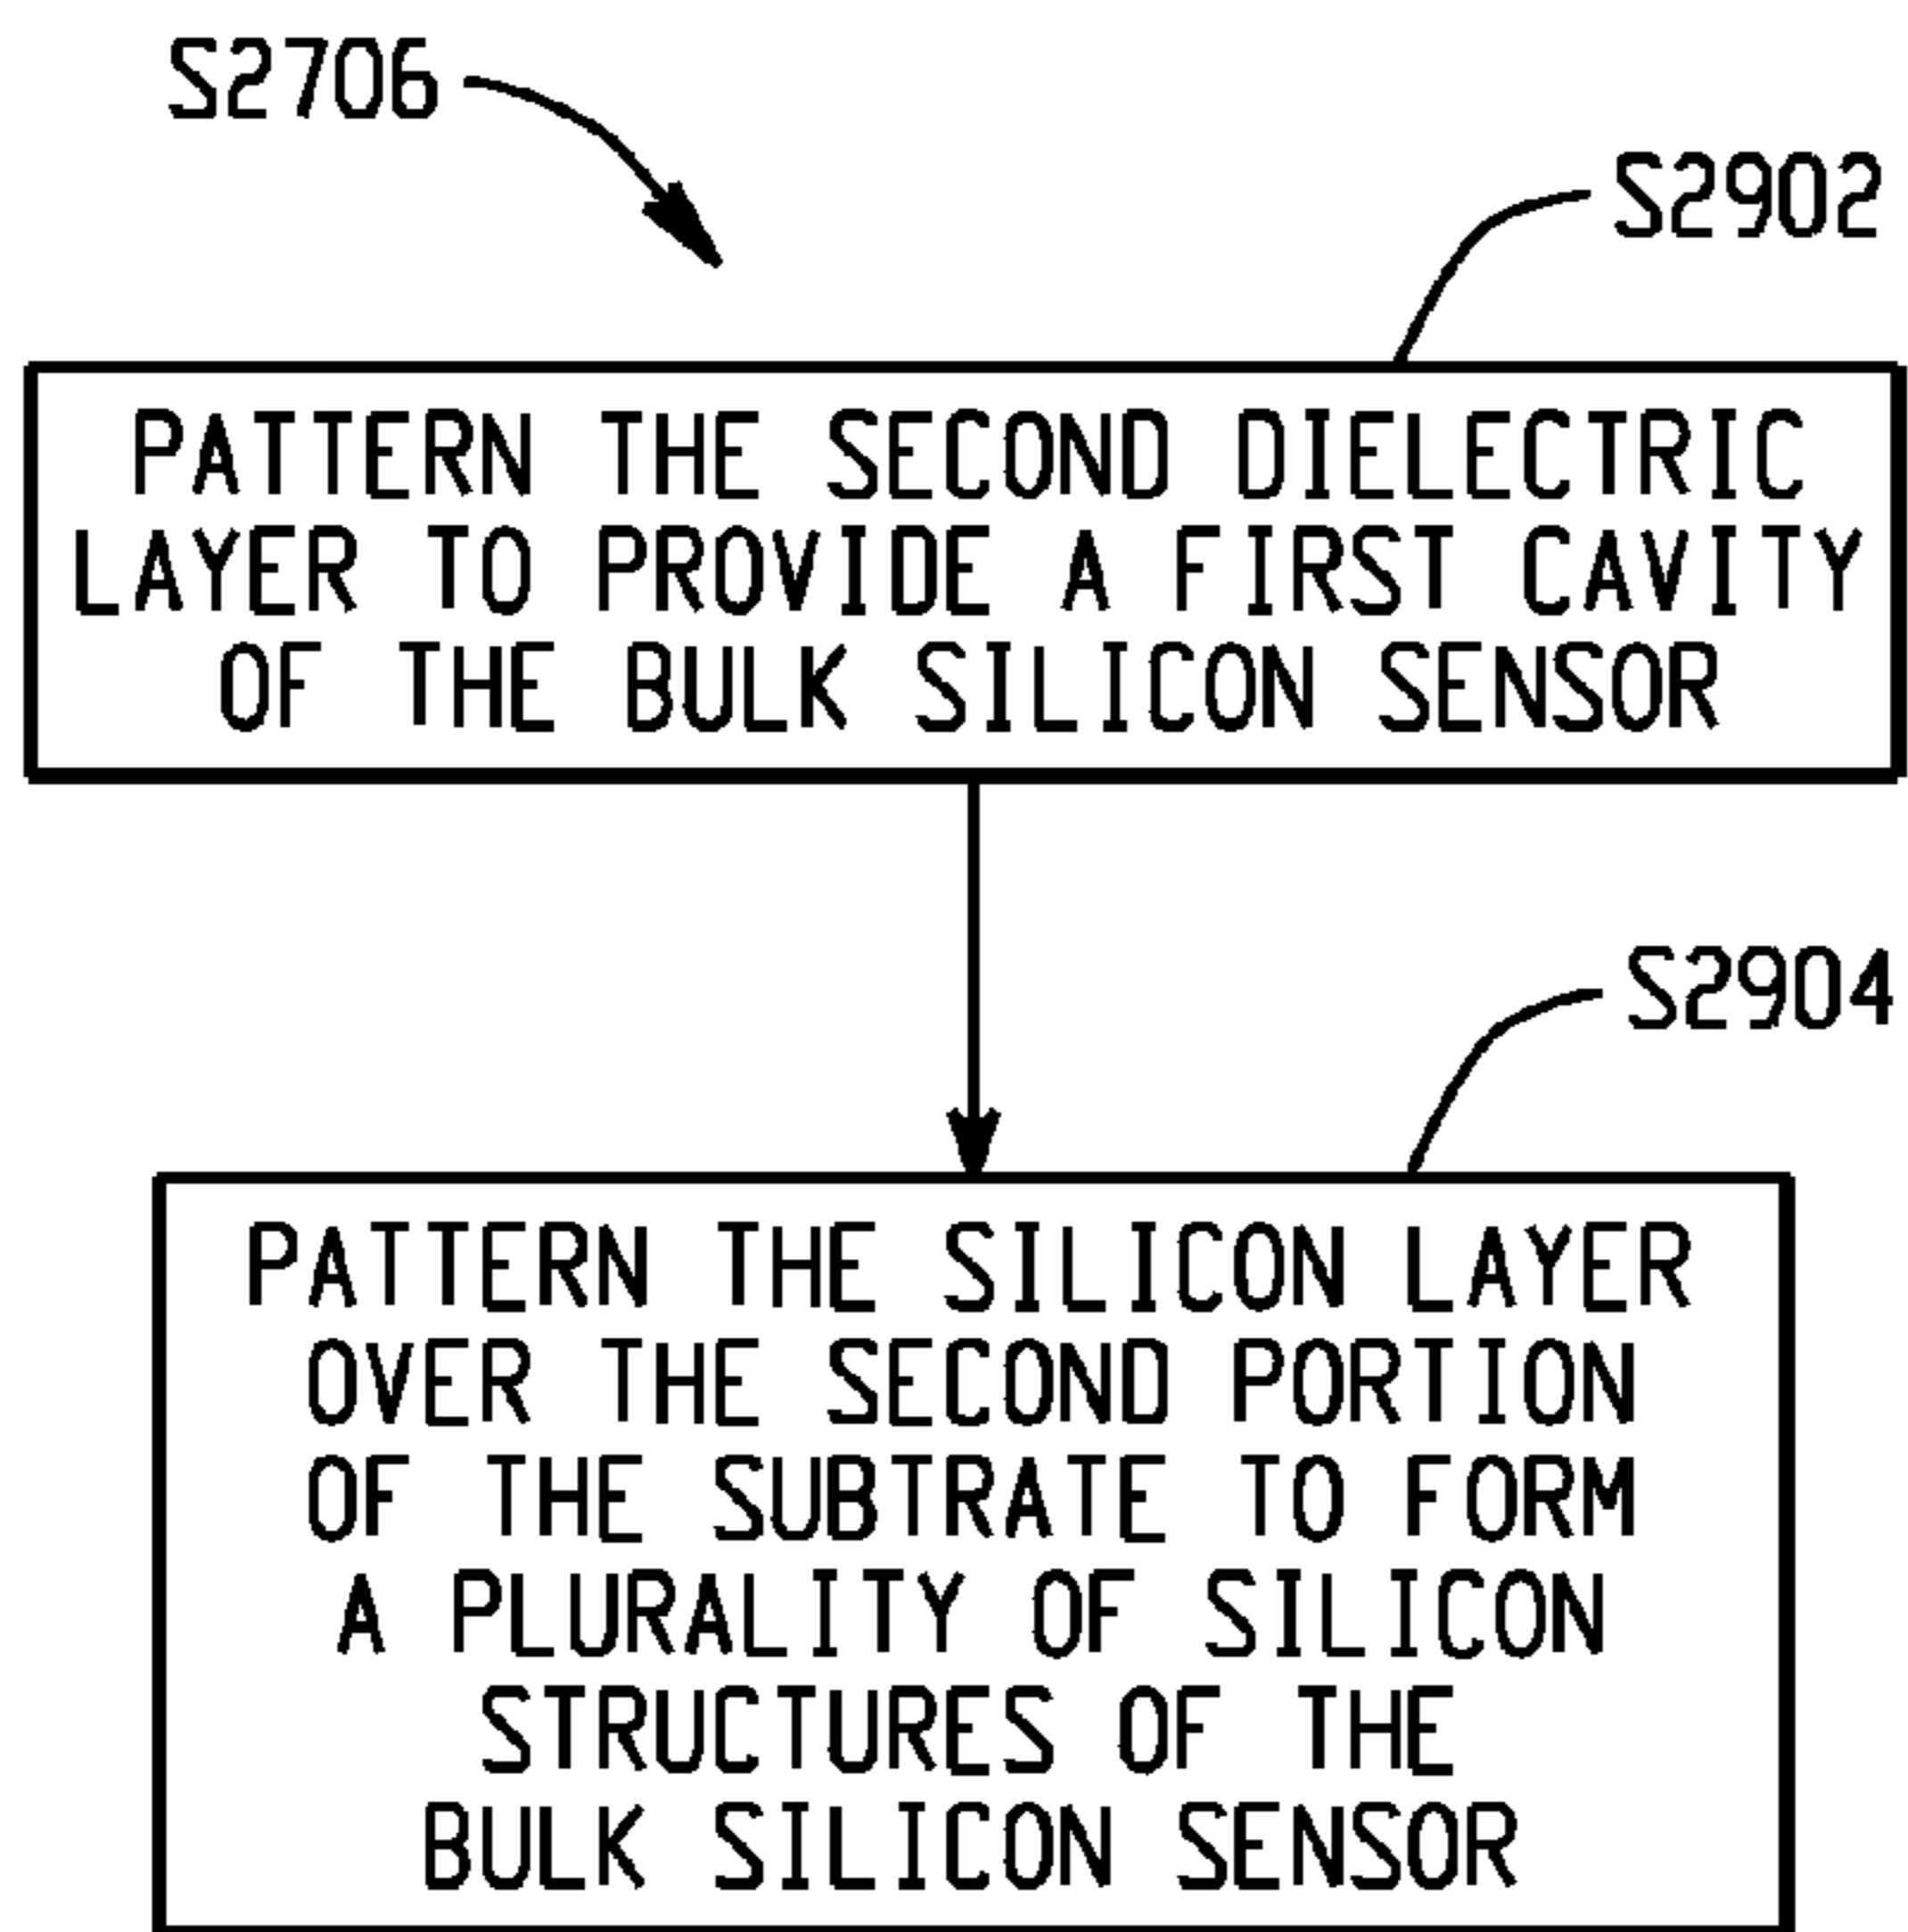 S2706
S2902
PATTERN THE SECOND DIELECTRIC
LAYER TO PROVIDE A FIRST CAVITY
OF THE BULK SILICON SENSOR
S2904
PATTERN THE SILICON LAYER
OVER THE SECOND PORTION
OF THE SUBTRATE TO FORM
A PLURALITY OF SILICON
STRUCTURES OF THE
BULK SILICON SENSOR